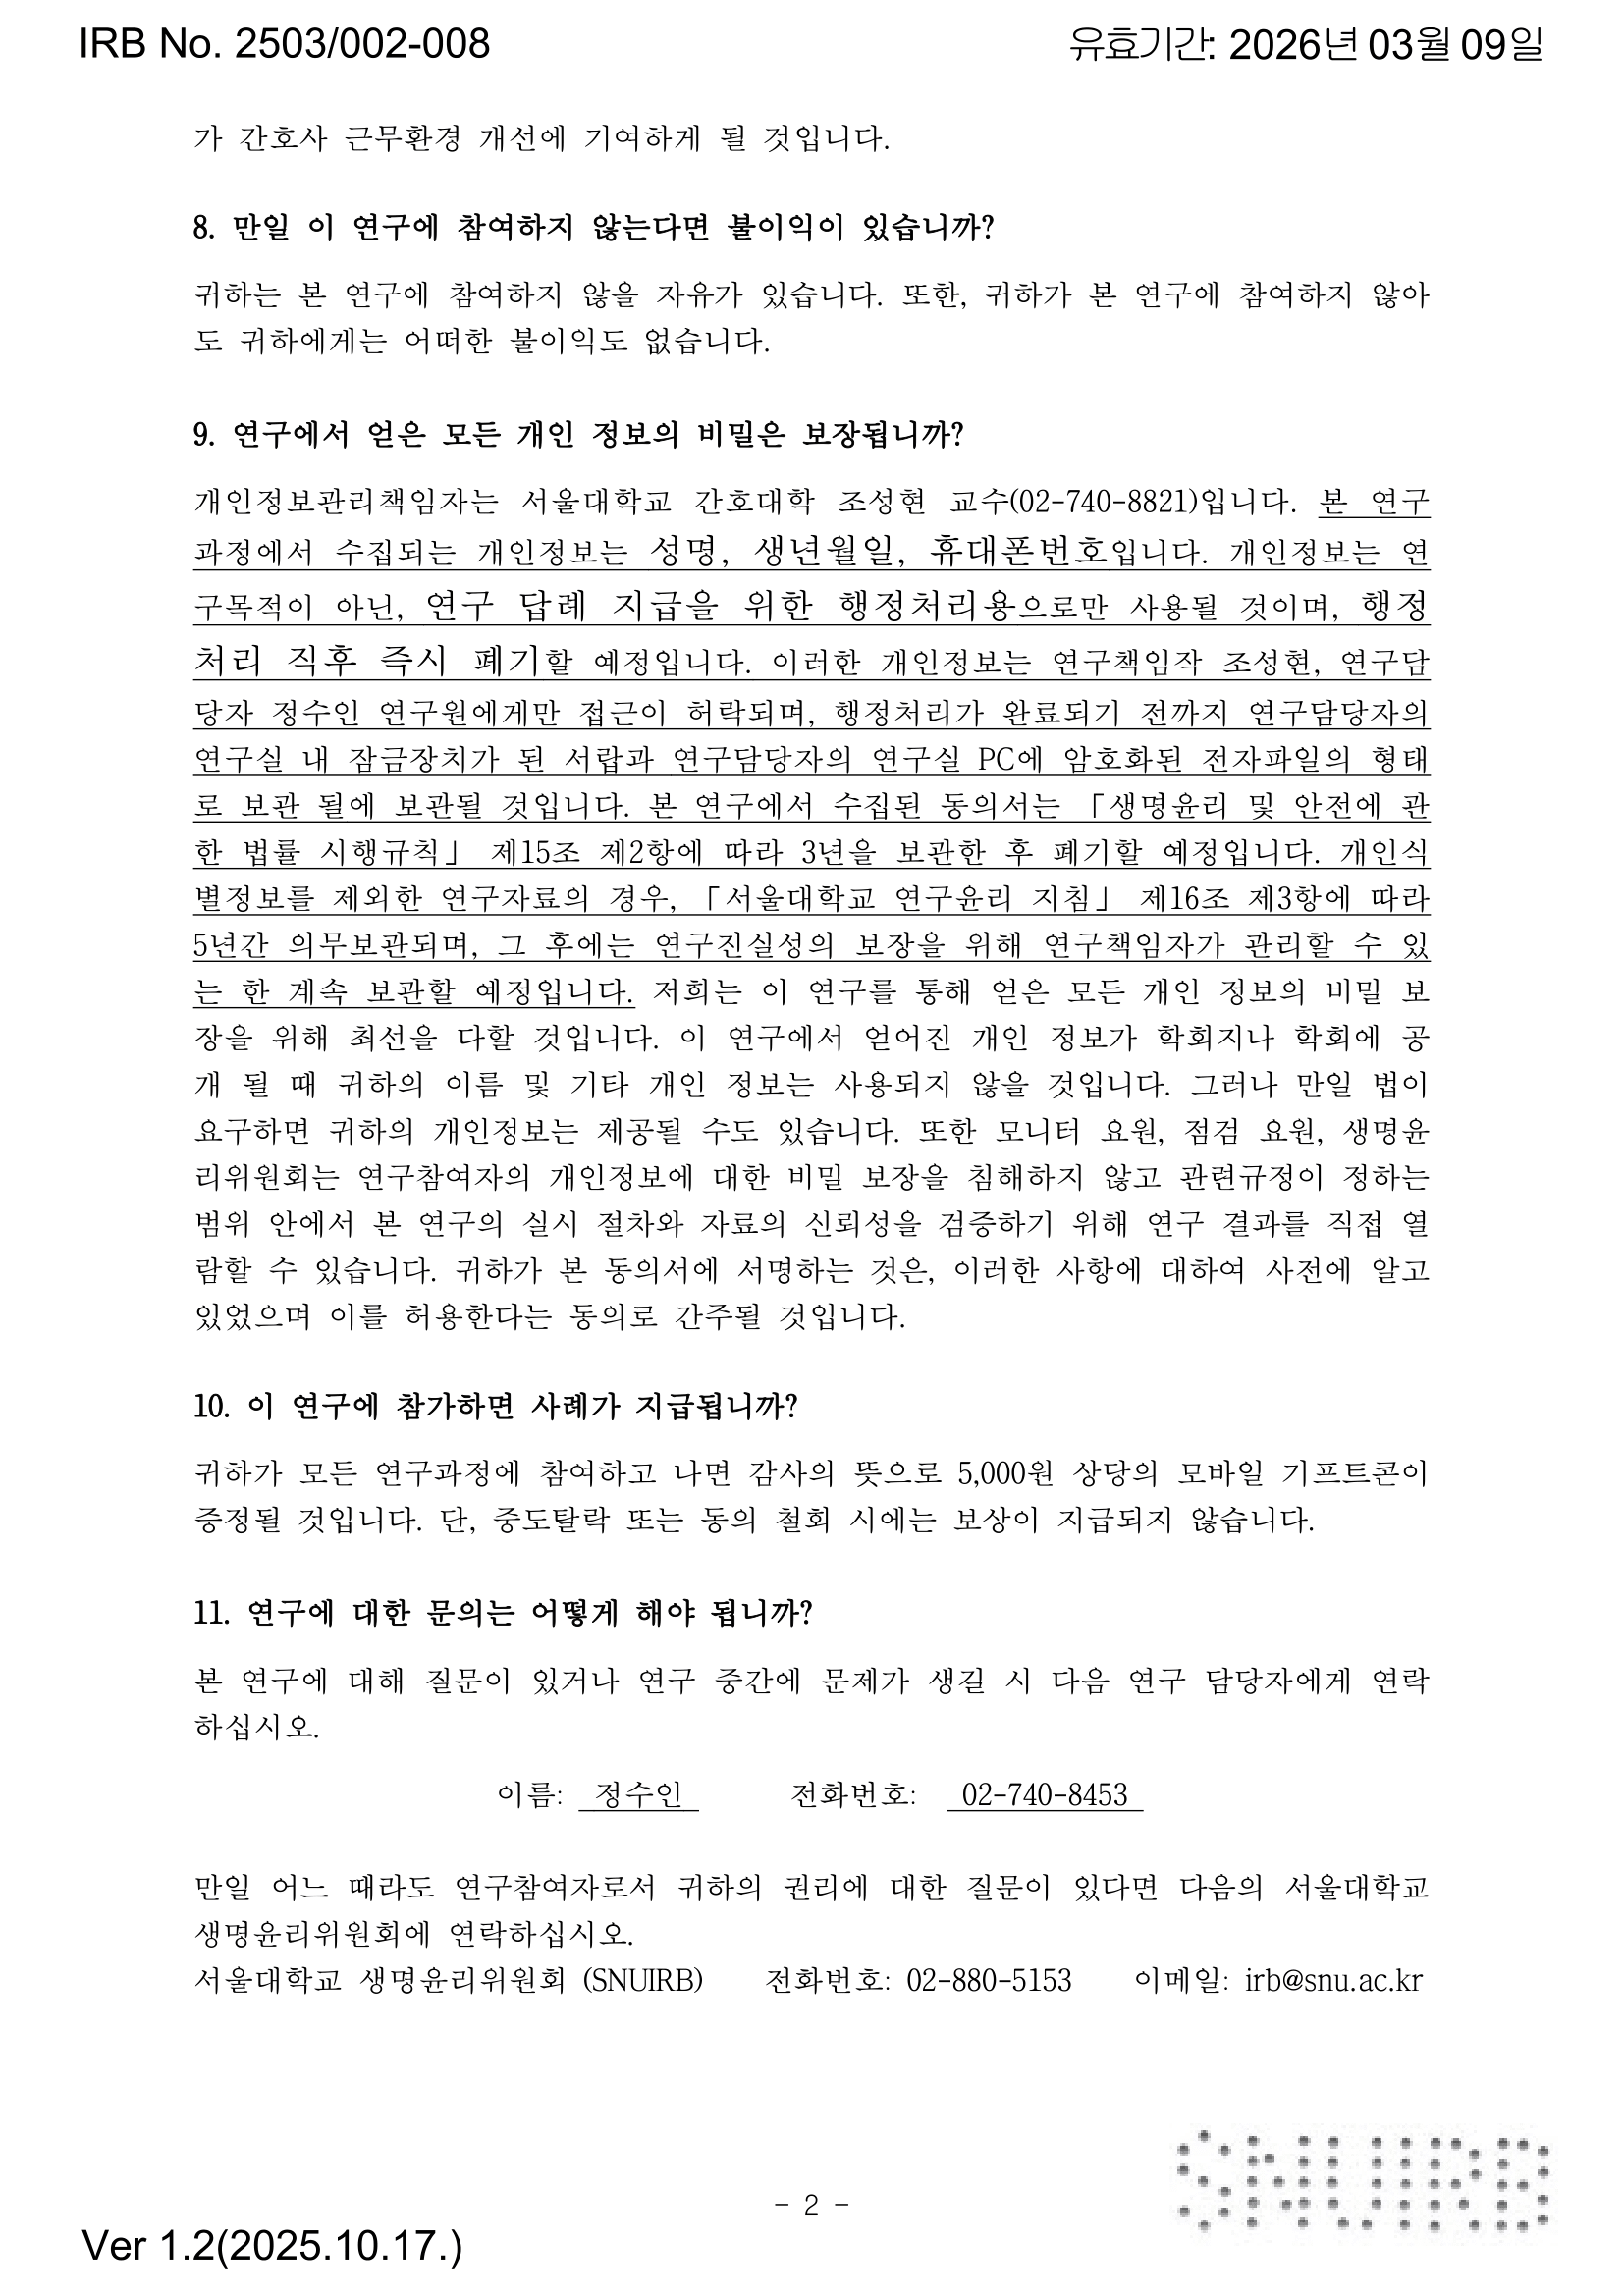 IRB No. 2503/002-008
유효기간: 2026년 03월 09일
가 간호사 근무환경 개선에 기여하게 될 것입니다.
8. 만일 이 연구에 참여하지 않는다면 불이익이 있습니까?
귀하는 본 연구에 참여하지 않을 자유가 있습니다. 또한, 귀하가 본 연구에 참여하지 않아
도 귀하에게는 어떠한 불이익도 없습니다.
9. 연구에서 얻은 모든 개인 정보의 비밀은 보장됩니까?
개인정보관리책임자는 서울대학교 간호대학 조성현 교수(02-740-8821)입니다. 본 연구
과정에서 수집되는 개인정보는 성명, 생년월일, 휴대폰번호입니다. 개인정보는 연
구목적이 아닌, 연구 답례 지급을 위한 행정처리용으로만 사용될 것이며, 행정
처리 직후 즉시 폐기할 예정입니다. 이러한 개인정보는 연구책임작 조성현, 연구담
당자 정수인 연구원에게만 접근이 허락되며, 행정처리가 완료되기 전까지 연구담당자의
연구실 내 잠금장치가 된 서랍과 연구담당자의 연구실 PC에 암호화된 전자파일의 형태
로 보관 될에 보관될 것입니다. 본 연구에서 수집된 동의서는 「생명윤리 및 안전에 관
한 법률 시행규칙」 제15조 제2항에 따라 3년을 보관한 후 폐기할 예정입니다. 개인식
별정보를 제외한 연구자료의 경우, 「서울대학교 연구윤리 지침」 제16조 제3항에 따라
5년간 의무보관되며, 그 후에는 연구진실성의 보장을 위해 연구책임자가 관리할 수 있
는 한 계속 보관할 예정입니다. 저희는 이 연구를 통해 얻은 모든 개인 정보의 비밀 보
장을 위해 최선을 다할 것입니다. 이 연구에서 얻어진 개인 정보가 학회지나 학회에 공
개 될 때 귀하의 이름 및 기타 개인 정보는 사용되지 않을 것입니다. 그러나 만일 법이
요구하면 귀하의 개인정보는 제공될 수도 있습니다. 또한 모니터 요원, 점검 요원, 생명윤
리위원회는 연구참여자의 개인정보에 대한 비밀 보장을 침해하지 않고 관련규정이 정하는
범위 안에서 본 연구의 실시 절차와 자료의 신뢰성을 검증하기 위해 연구 결과를 직접 열
람할 수 있습니다. 귀하가 본 동의서에 서명하는 것은, 이러한 사항에 대하여 사전에 알고
있었으며 이를 허용한다는 동의로 간주될 것입니다.
10. 이 연구에 참가하면 사례가 지급됩니까?
귀하가 모든 연구과정에 참여하고 나면 감사의 뜻으로 5,000원 상당의 모바일 기프트콘이
증정될 것입니다. 단, 중도탈락 또는 동의 철회 시에는 보상이 지급되지 않습니다.
11. 연구에 대한 문의는 어떻게 해야 됩니까?
본 연구에 대해 질문이 있거나 연구 중간에 문제가 생길 시 다음 연구 담당자에게 연락
하십시오.
이름: 정수인 전화번호: 02-740-8453
만일 어느 때라도 연구참여자로서 귀하의 권리에 대한 질문이 있다면 다음의 서울대학교
생명윤리위원회에 연락하십시오.
서울대학교 생명윤리위원회 (SNUIRB) 전화번호: 02-880-5153 이메일: irb@snu.ac.kr
SNUIRB
- 2 -
Ver 1.2(2025.10.17.)